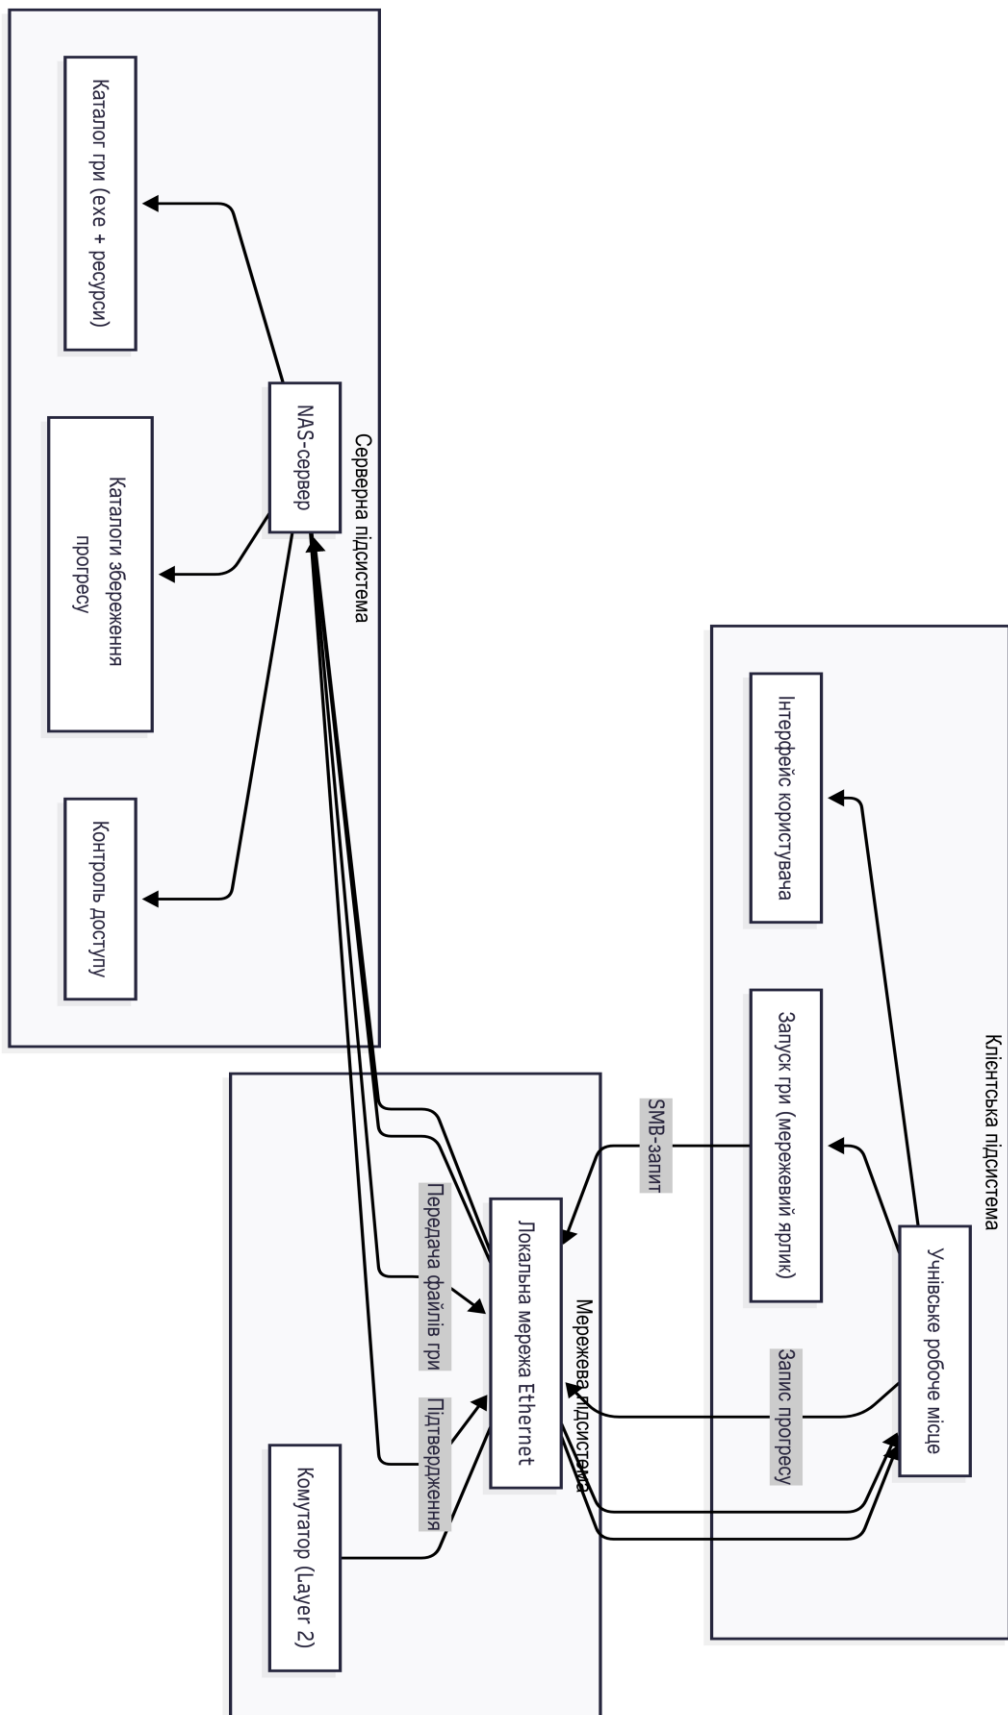 Клієнтська підсистема
Учнівське робоче місце
Інтерфейс користувача
Запуск гри (мережевий ярлик)
Запис прогресу
SMB-запит
Мережева підсистема
Локальна мережа Ethernet
Передача файлів гри
Підтвердження
Комутатор (Layer 2)
Серверна підсистема
NAS-сервер
Каталог гри (exe + ресурси)
Каталоги збереження
прогресу
Контроль доступу